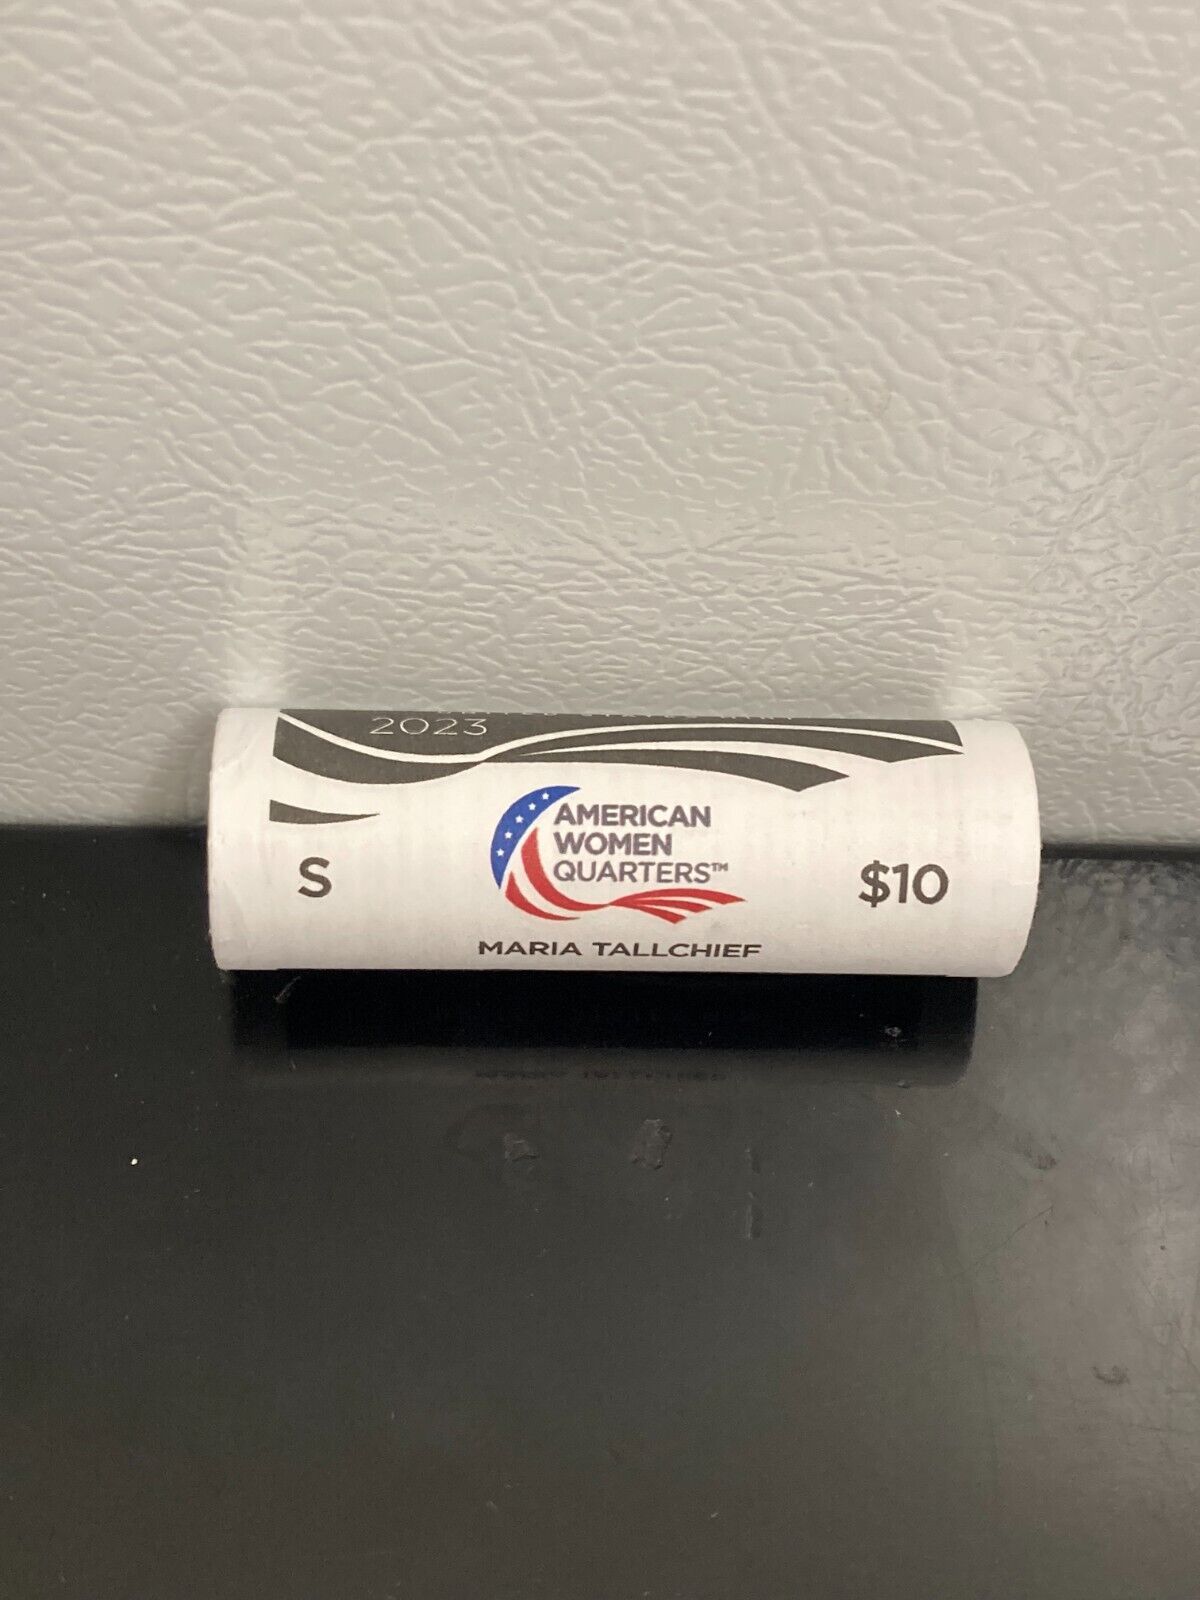 2023
AMERICAN
WOMEN
QUARTERS™
S
$10
MARIA TALLCHIEF